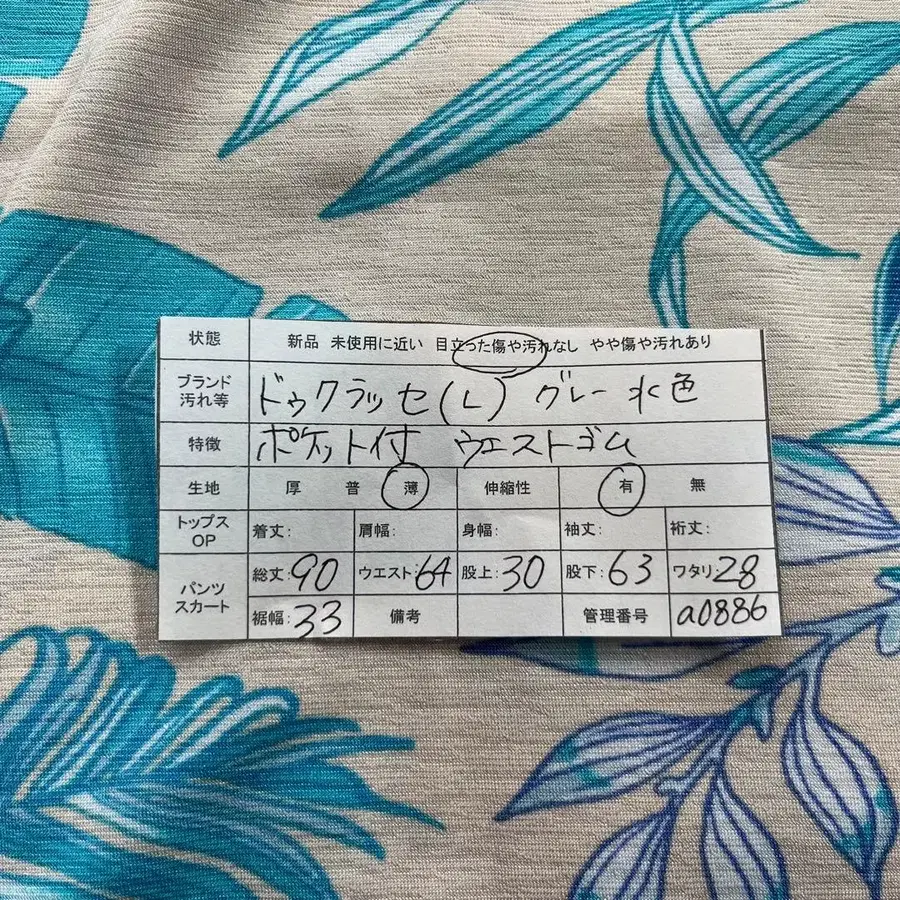 状態 新品 未使用に近い 目立った傷や汚れなし やや傷や汚れあり
ブランド 汚れ等 ドゥクラッセ(L) グレー 水色
特徴 ポケット付 ウエストゴム
生地 厚 普 薄 伸縮性 有 無
トップス OP 着丈: 肩幅: 身幅: 袖丈: 裄丈:
パンツ スカート 総丈:90 ウエスト:64 股上:30 股下:63 ワタリ:28
裾幅:33 備考 管理番号 a0886